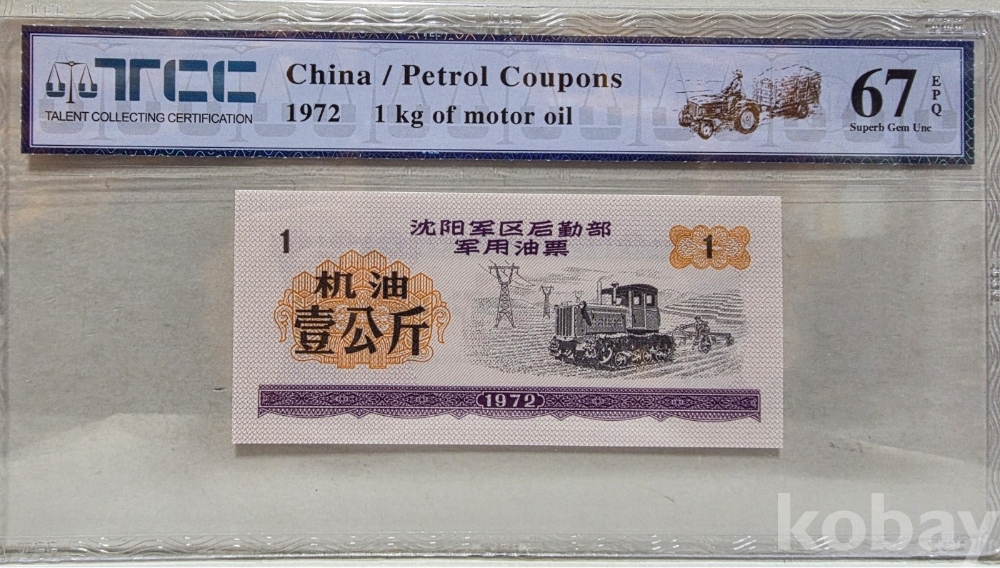 TCC
TALENT COLLECTING CERTIFICATION
China / Petrol Coupons
1972 1 kg of motor oil
67
EPQ
Superb Gem Unc
1
沈阳军区后勤部
军用油票
1
机油
壹公斤
1972
kobay